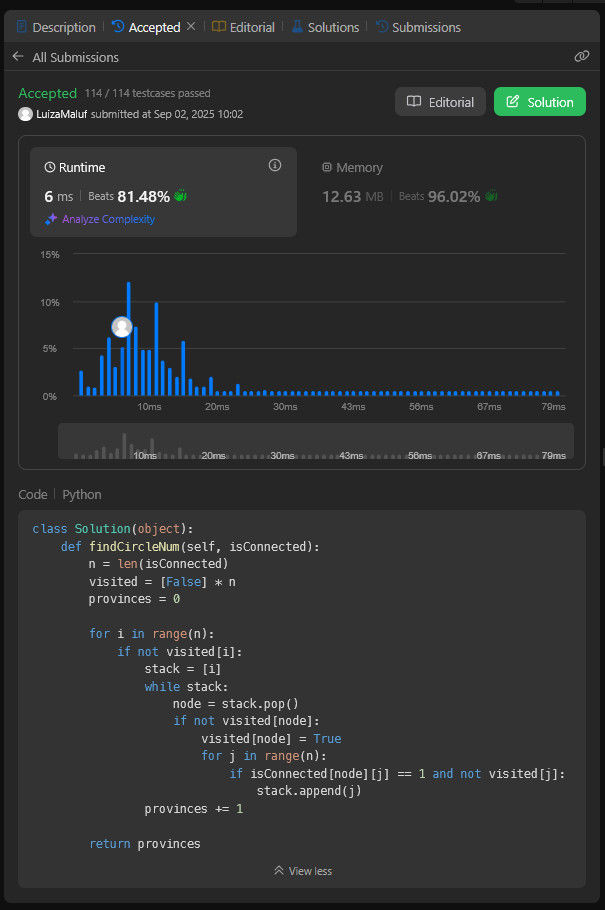 Description | Accepted × | Editorial | Solutions | Submissions
← All Submissions
Accepted 114 / 114 testcases passed
LuizaMaluf submitted at Sep 02, 2025 10:02
Editorial
Solution
Runtime
6 ms | Beats 81.48%
Analyze Complexity
Memory
12.63 MB | Beats 96.02%
15%
10%
5%
0%
10ms 20ms 30ms 43ms 56ms 67ms 79ms
10ms 20ms 30ms 43ms 56ms 67ms 79ms
Code | Python
class Solution(object):
    def findCircleNum(self, isConnected):
        n = len(isConnected)
        visited = [False] * n
        provinces = 0

        for i in range(n):
            if not visited[i]:
                stack = [i]
                while stack:
                    node = stack.pop()
                    if not visited[node]:
                        visited[node] = True
                        for j in range(n):
                            if isConnected[node][j] == 1 and not visited[j]:
                                stack.append(j)
                provinces += 1

        return provinces
View less